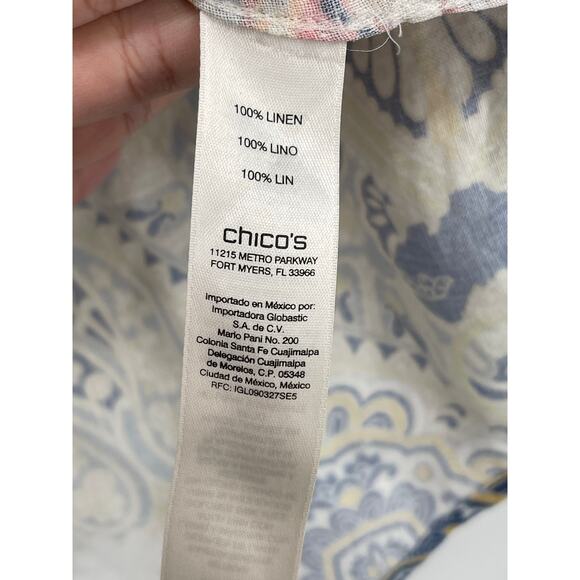 100% LINEN
100% LINO
100% LIN
chico's
11215 METRO PARKWAY
FORT MYERS, FL 33966
Importado en México por:
Importadora Globastic
S.A. de C.V.
Mario Pani No. 200
Colonia Santa Fe Cuajimalpa
Delegación Cuajimalpa
de Morelos, C.P. 05348
Ciudad de México, México
RFC: IGL090327SE5